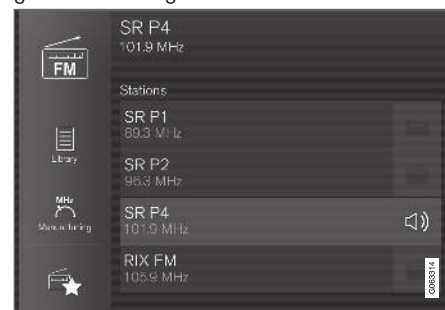 SR P4
101.9 MHz
FM
Stations
SR P1
89.3 MHz
Library
SR P2
96.3 MHz
MHz
Manual tuning
SR P4
101.9 MHz
RIX FM
105.9 MHz
G063314